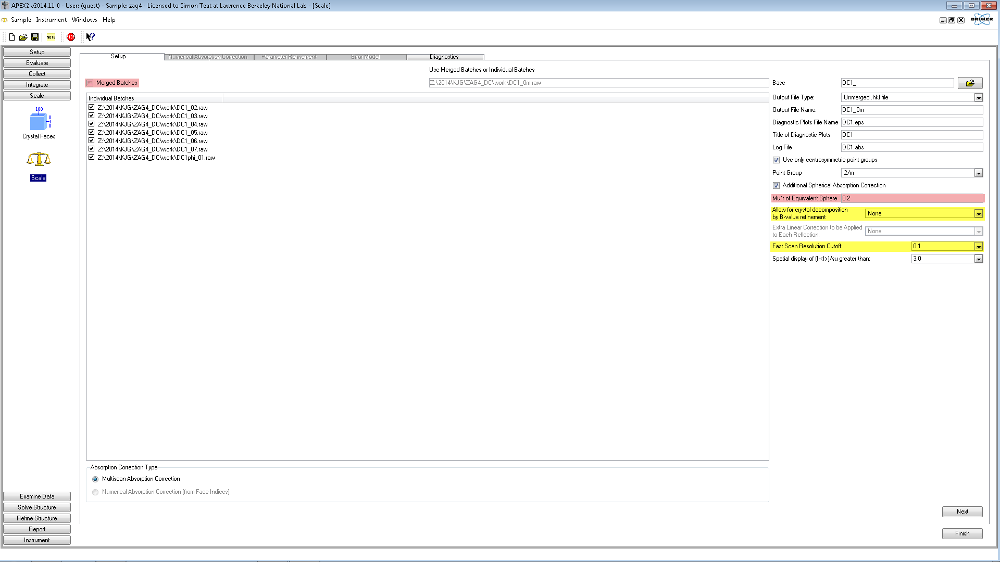 APEX2 v2014.11-0 - User: (guest) - Sample: zag4 - Licensed to Simon Teat at Lawrence Berkeley National Lab - [Scale]
Sample Instrument Windows Help
BRUKER
NOTE STOP ?
Setup
Evaluate
Collect
Integrate
Scale
100
0
-1
0
Crystal Faces
Scale
Examine Data
Solve Structure
Refine Structure
Report
Instrument
Setup Numerical Absorption Correction Parameter Refinement Error Model Diagnostics
Use Merged Batches or Individual Batches
Merged Batches Z:\2014\KJG\ZAG4_DC\work\DC1_0m.raw
Individual Batches
Z:\2014\KJG\ZAG4_DC\work\DC1_02.raw
Z:\2014\KJG\ZAG4_DC\work\DC1_03.raw
Z:\2014\KJG\ZAG4_DC\work\DC1_04.raw
Z:\2014\KJG\ZAG4_DC\work\DC1_05.raw
Z:\2014\KJG\ZAG4_DC\work\DC1_06.raw
Z:\2014\KJG\ZAG4_DC\work\DC1_07.raw
Z:\2014\KJG\ZAG4_DC\work\DC1phi_01.raw
Absorption Correction Type
Multiscan Absorption Correction
Numerical Absorption Correction (from Face Indices)
Base DC1_
Output File Type: Unmerged .hkl file
Output File Name: DC1_0m
Diagnostic Plots File Name DC1.eps
Title of Diagnostic Plots DC1
Log File DC1.abs
Use only centrosymmetric point groups
Point Group 2/m
Additional Spherical Absorption Correction
Mu*r of Equivalent Sphere 0.2
Allow for crystal decomposition
by B-value refinement None
Extra Linear Correction to be Applied
to Each Reflection: None
Fast Scan Resolution Cutoff: 0.1
Spatial display of (I-<I>)/su greater than: 3.0
Next
Finish